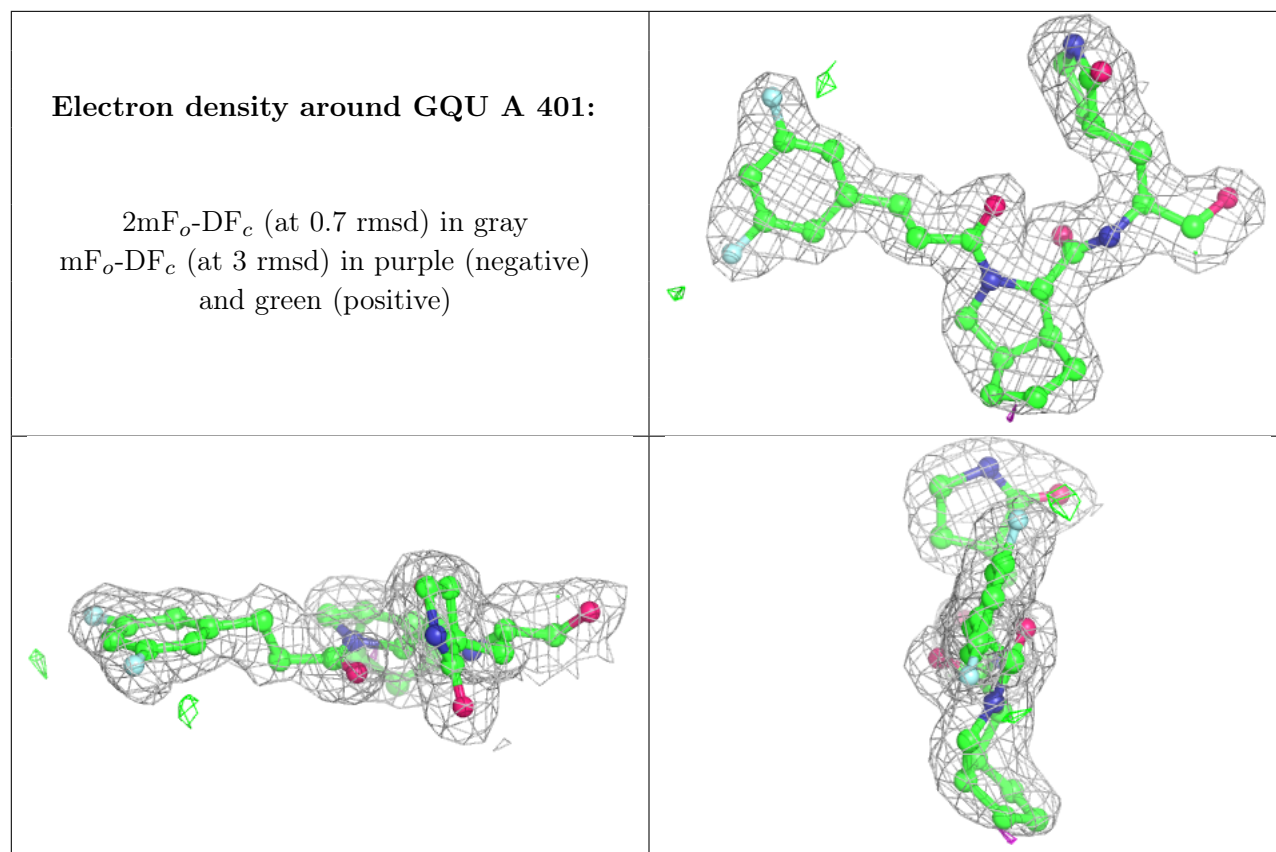 Electron density around GQU A 401:
2mFo-DFc (at 0.7 rmsd) in gray
mFo-DFc (at 3 rmsd) in purple (negative)
and green (positive)